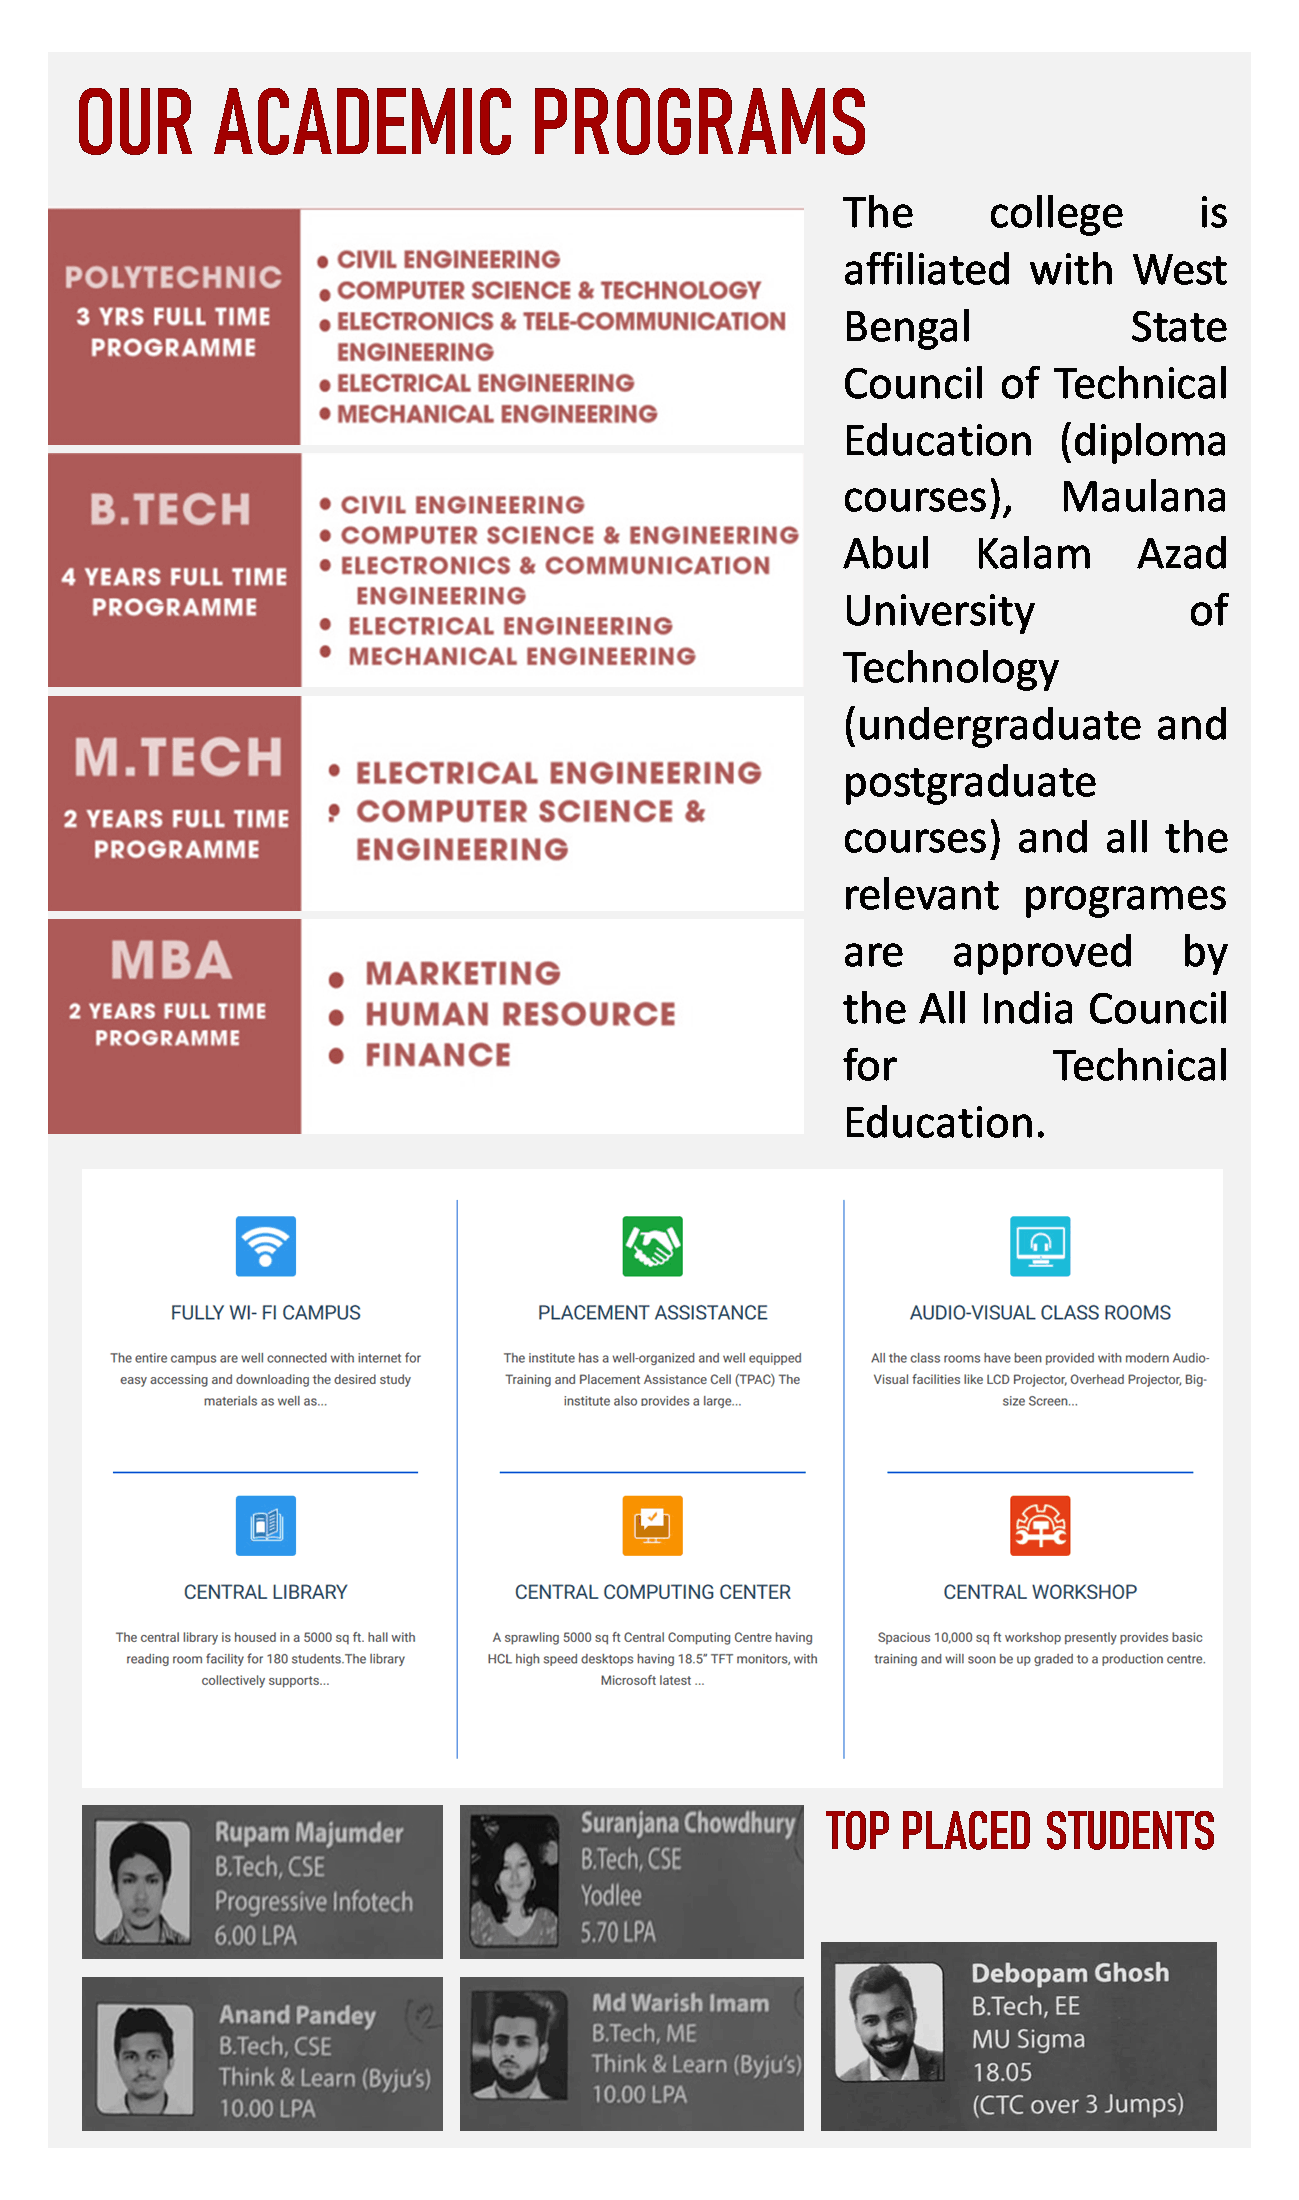 OUR ACADEMIC PROGRAMS
POLYTECHNIC
3 YRS FULL TIME
PROGRAMME
• CIVIL ENGINEERING
• COMPUTER SCIENCE & TECHNOLOGY
• ELECTRONICS & TELE-COMMUNICATION
ENGINEERING
• ELECTRICAL ENGINEERING
• MECHANICAL ENGINEERING
B.TECH
4 YEARS FULL TIME
PROGRAMME
• CIVIL ENGINEERING
• COMPUTER SCIENCE & ENGINEERING
• ELECTRONICS & COMMUNICATION
ENGINEERING
• ELECTRICAL ENGINEERING
• MECHANICAL ENGINEERING
M.TECH
2 YEARS FULL TIME
PROGRAMME
• ELECTRICAL ENGINEERING
• COMPUTER SCIENCE &
ENGINEERING
MBA
2 YEARS FULL TIME
PROGRAMME
• MARKETING
• HUMAN RESOURCE
• FINANCE
The college is
affiliated with West
Bengal State
Council of Technical
Education (diploma
courses), Maulana
Abul Kalam Azad
University of
Technology
(undergraduate and
postgraduate
courses) and all the
relevant programes
are approved by
the All India Council
for Technical
Education.
FULLY WI- FI CAMPUS
The entire campus are well connected with internet for
easy accessing and downloading the desired study
materials as well as...
PLACEMENT ASSISTANCE
The institute has a well-organized and well equipped
Training and Placement Assistance Cell (TPAC) The
institute also provides a large...
AUDIO-VISUAL CLASS ROOMS
All the class rooms have been provided with modern Audio-
Visual facilities like LCD Projector, Overhead Projector, Big-
size Screen...
CENTRAL LIBRARY
The central library is housed in a 5000 sq ft. hall with
reading room facility for 180 students.The library
collectively supports...
CENTRAL COMPUTING CENTER
A sprawling 5000 sq ft Central Computing Centre having
HCL high speed desktops having 18.5" TFT monitors, with
Microsoft latest ...
CENTRAL WORKSHOP
Spacious 10,000 sq ft workshop presently provides basic
training and will soon be up graded to a production centre.
TOP PLACED STUDENTS
Rupam Majumder
B.Tech, CSE
Progressive Infotech
6.00 LPA
Suranjana Chowdhury
B.Tech, CSE
Yodlee
5.70 LPA
Anand Pandey
B.Tech, CSE
Think & Learn (Byju's)
10.00 LPA
Md Warish Imam
B.Tech, ME
Think & Learn (Byju's)
10.00 LPA
Debopam Ghosh
B.Tech, EE
MU Sigma
18.05
(CTC over 3 Jumps)